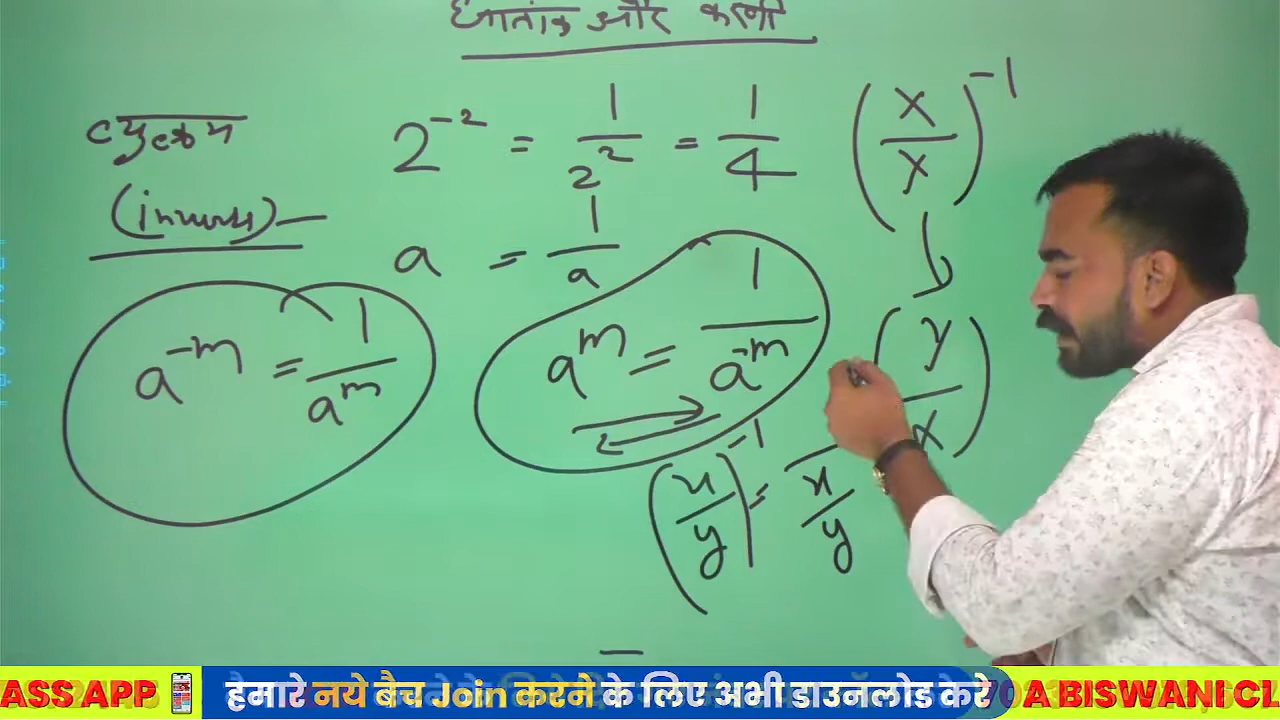 घातांक और करणी
व्युत्क्रम
(inverse) –
2⁻² = 1/2² = 1/4
a = 1/a
a⁻ᵐ = 1/aᵐ
aᵐ = 1/a⁻ᵐ
(x/x)⁻¹
(y/x)
(x/y)⁻¹ = x/y
ASS APP
हमारे नये बैच Join करने के लिए अभी डाउनलोड करे
A BISWANI CL